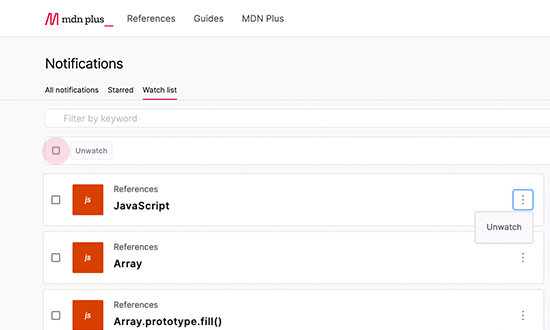 mdn plus_ References Guides MDN Plus
Notifications
All notifications Starred Watch list
Filter by keyword
Unwatch
js
References
JavaScript
Unwatch
js
References
Array
js
References
Array.prototype.fill()